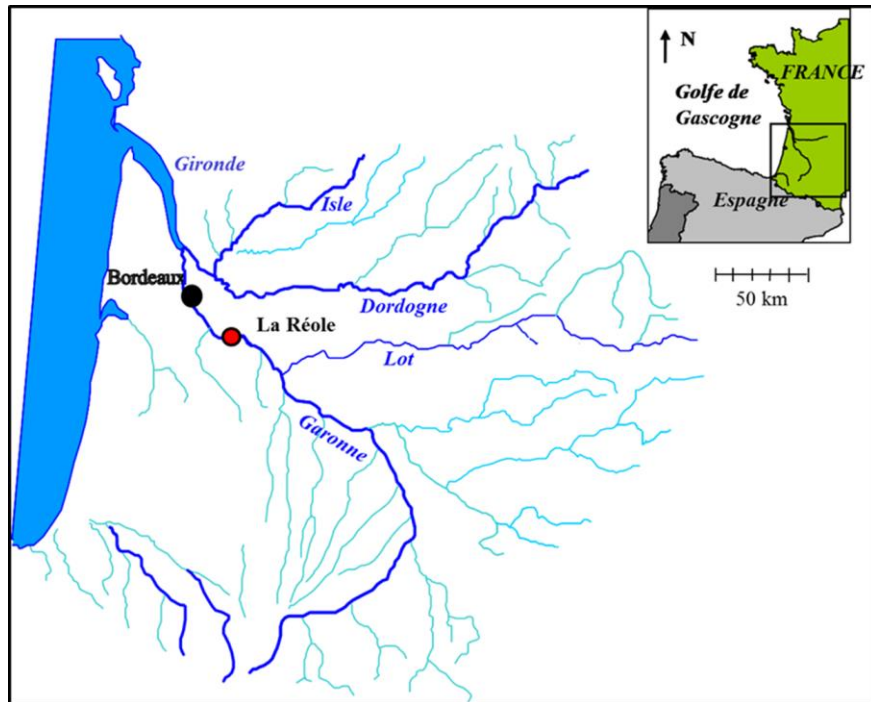 N
FRANCE
Golfe de
Gascogne
Espagne
Gironde
Isle
Bordeaux
Dordogne
50 km
La Réole
Lot
Garonne